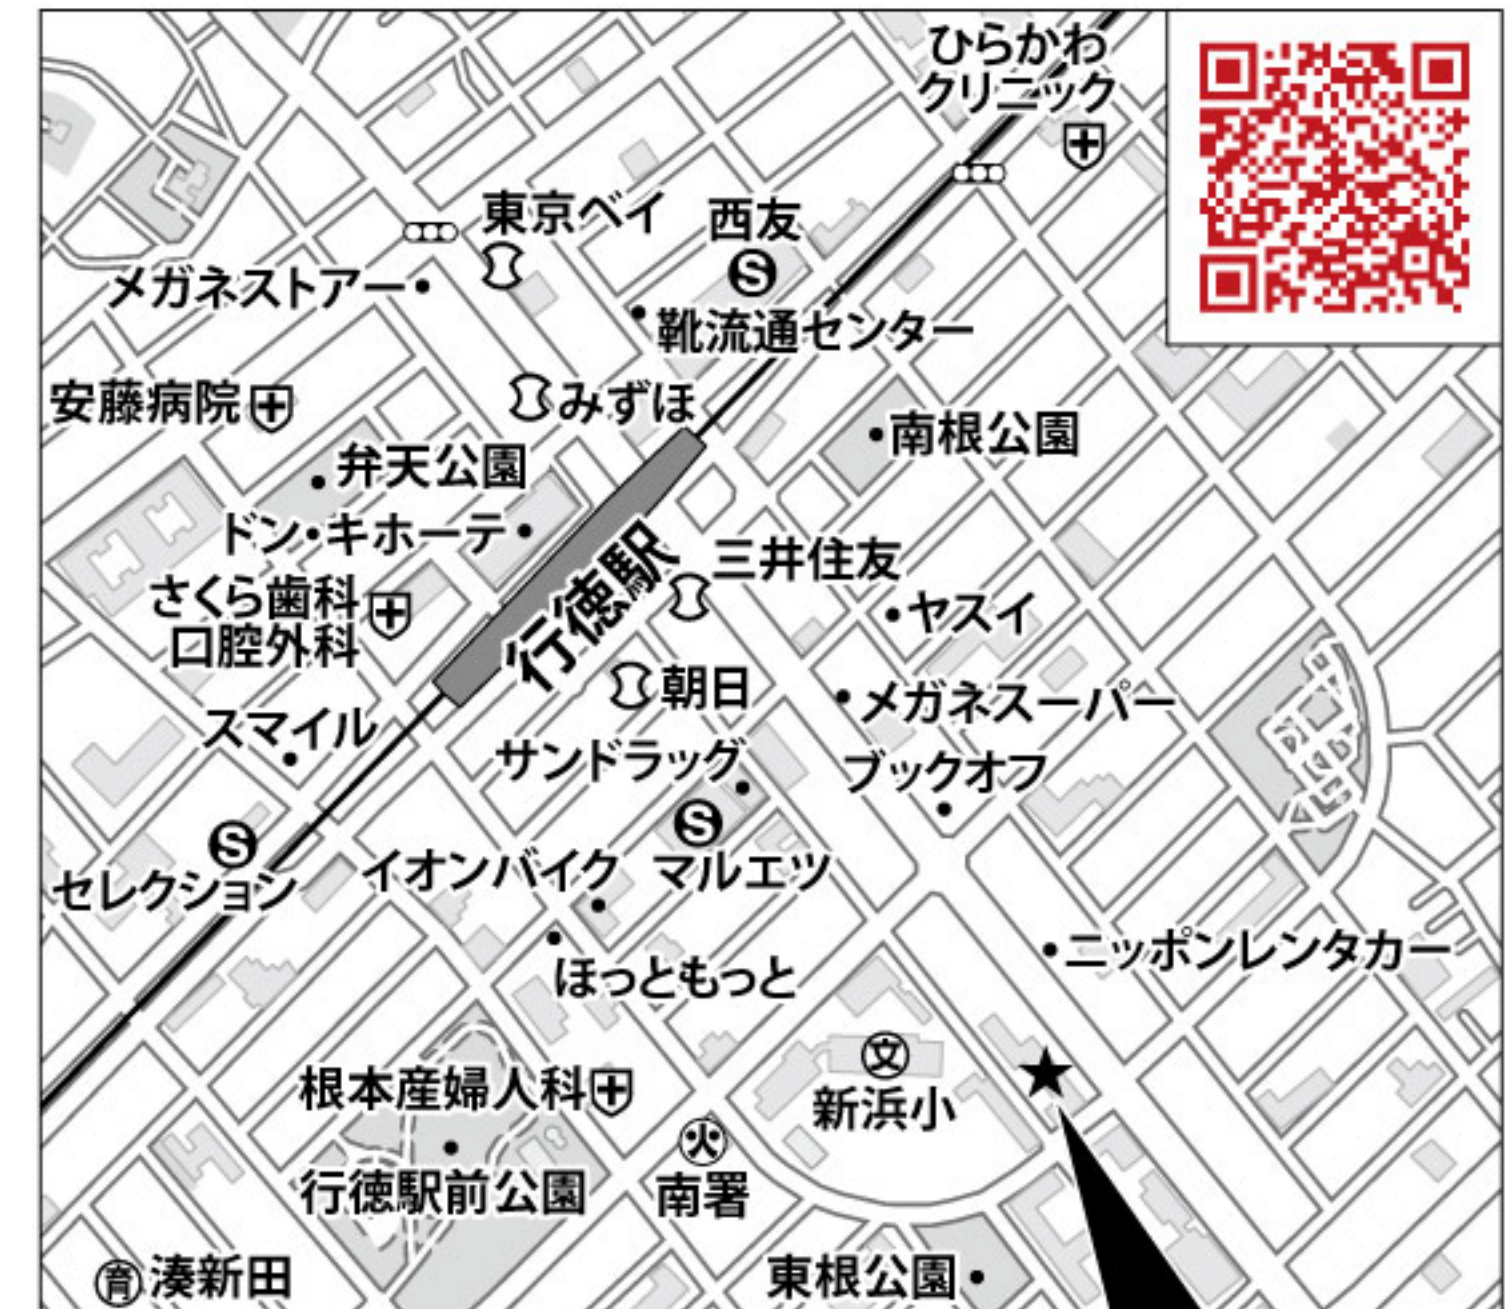 ひらかわ
クリニック
東京ベイ
西友
S
メガネストアー
靴流通センター
安藤病院
みずほ
南根公園
弁天公園
ドン・キホーテ
行徳駅
三井住友
さくら歯科
口腔外科
ヤスイ
朝日
メガネスーパー
スマイル
サンドラッグ
ブックオフ
S
S
セレクション
イオンバイク
マルエツ
ニッポンレンタカー
ほっともっと
文
新浜小
根本産婦人科
火
南署
行徳駅前公園
育
湊新田
東根公園